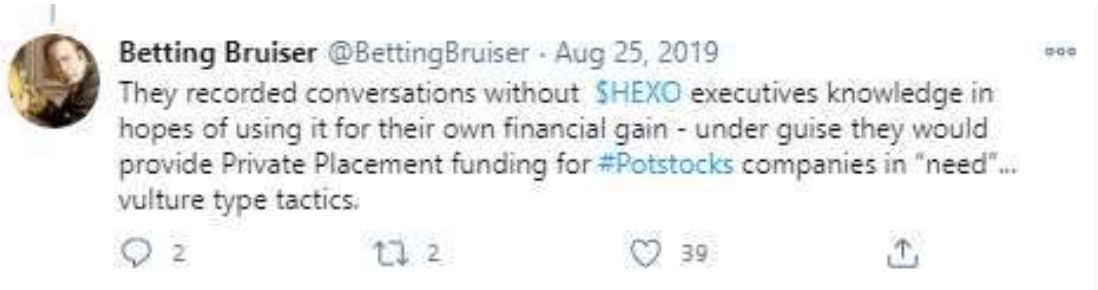 Betting Bruiser @BettingBruiser · Aug 25, 2019
They recorded conversations without $HEXO executives knowledge in
hopes of using it for their own financial gain - under guise they would
provide Private Placement funding for #Potstocks companies in "need"...
vulture type tactics.
2 2 39